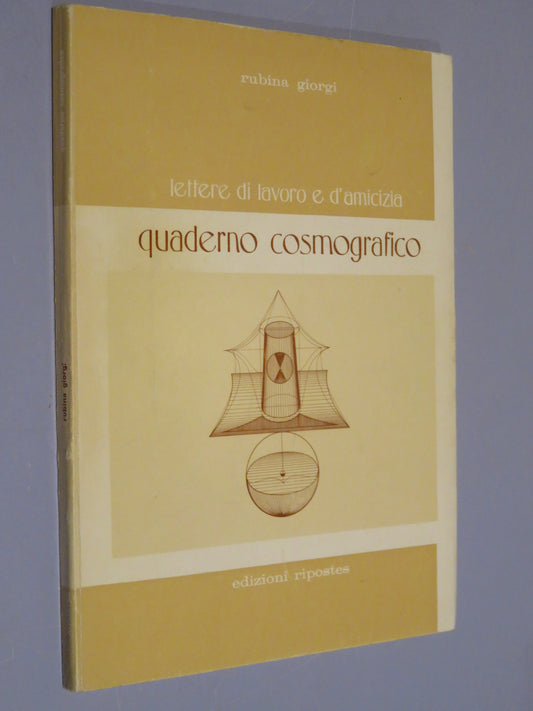 rubina giorgi
lettere di lavoro e d'amicizia
quaderno cosmografico
edizioni ripostes
rubina giorgi